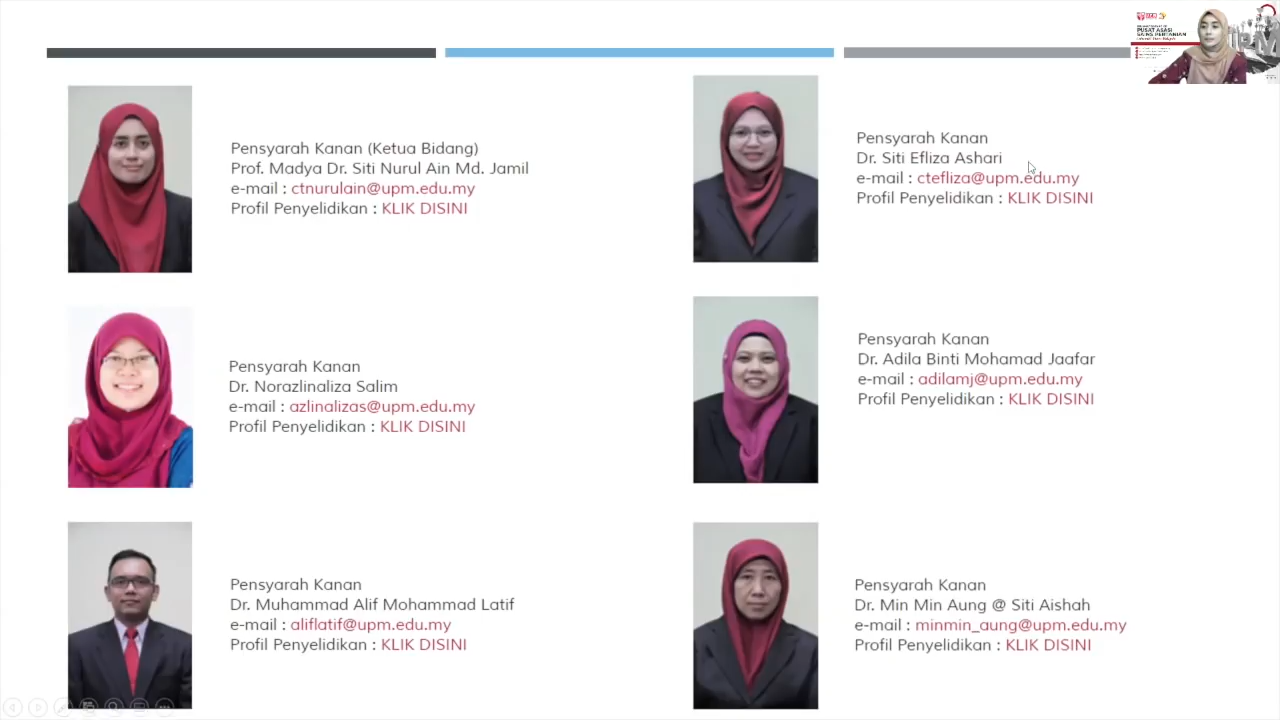 PUSAT ASASI
SAINS PERTANIAN
Pensyarah Kanan (Ketua Bidang)
Prof. Madya Dr. Siti Nurul Ain Md. Jamil
e-mail : ctnurulain@upm.edu.my
Profil Penyelidikan : KLIK DISINI
Pensyarah Kanan
Dr. Siti Efliza Ashari
e-mail : ctefliza@upm.edu.my
Profil Penyelidikan : KLIK DISINI
Pensyarah Kanan
Dr. Norazlinaliza Salim
e-mail : azlinalizas@upm.edu.my
Profil Penyelidikan : KLIK DISINI
Pensyarah Kanan
Dr. Adila Binti Mohamad Jaafar
e-mail : adilamj@upm.edu.my
Profil Penyelidikan : KLIK DISINI
Pensyarah Kanan
Dr. Muhammad Alif Mohammad Latif
e-mail : aliflatif@upm.edu.my
Profil Penyelidikan : KLIK DISINI
Pensyarah Kanan
Dr. Min Min Aung @ Siti Aishah
e-mail : minmin_aung@upm.edu.my
Profil Penyelidikan : KLIK DISINI